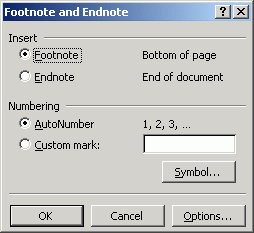 Footnote and Endnote
Insert
Footnote Bottom of page
Endnote End of document
Numbering
AutoNumber 1, 2, 3, ...
Custom mark:
Symbol...
OK Cancel Options...